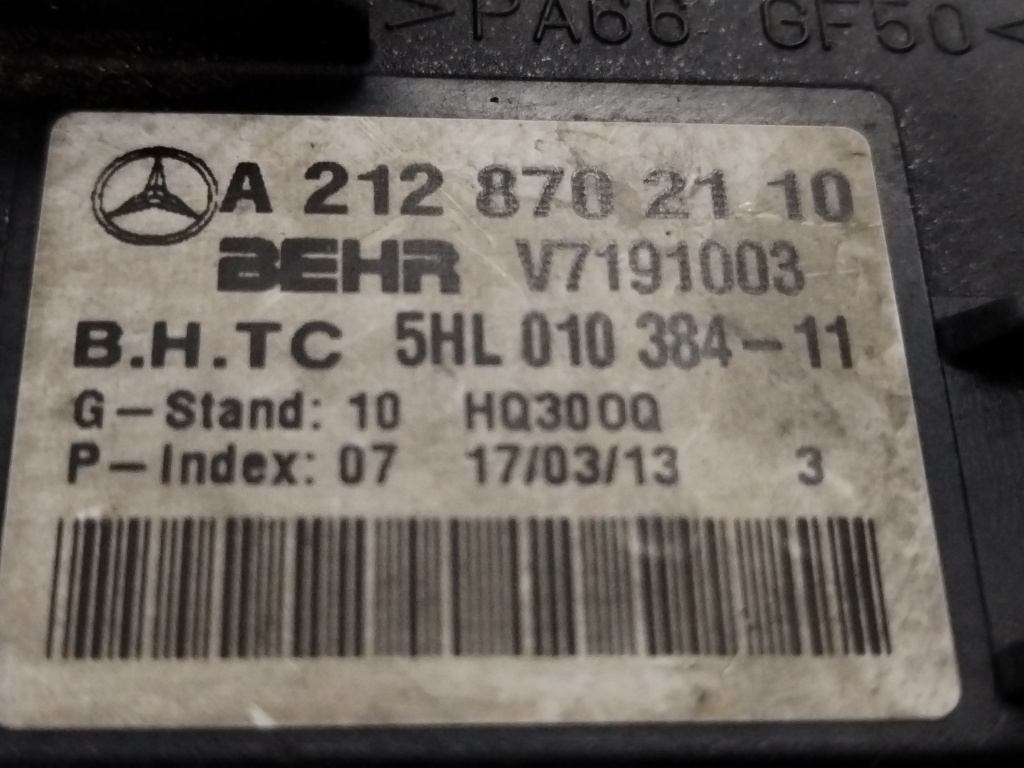 >PA66 GF50<
A 212 870 21 10
BEHR V7191003
B.H.TC 5HL 010 384-11
G-Stand: 10 HQ300Q
P-Index: 07 17/03/13 3